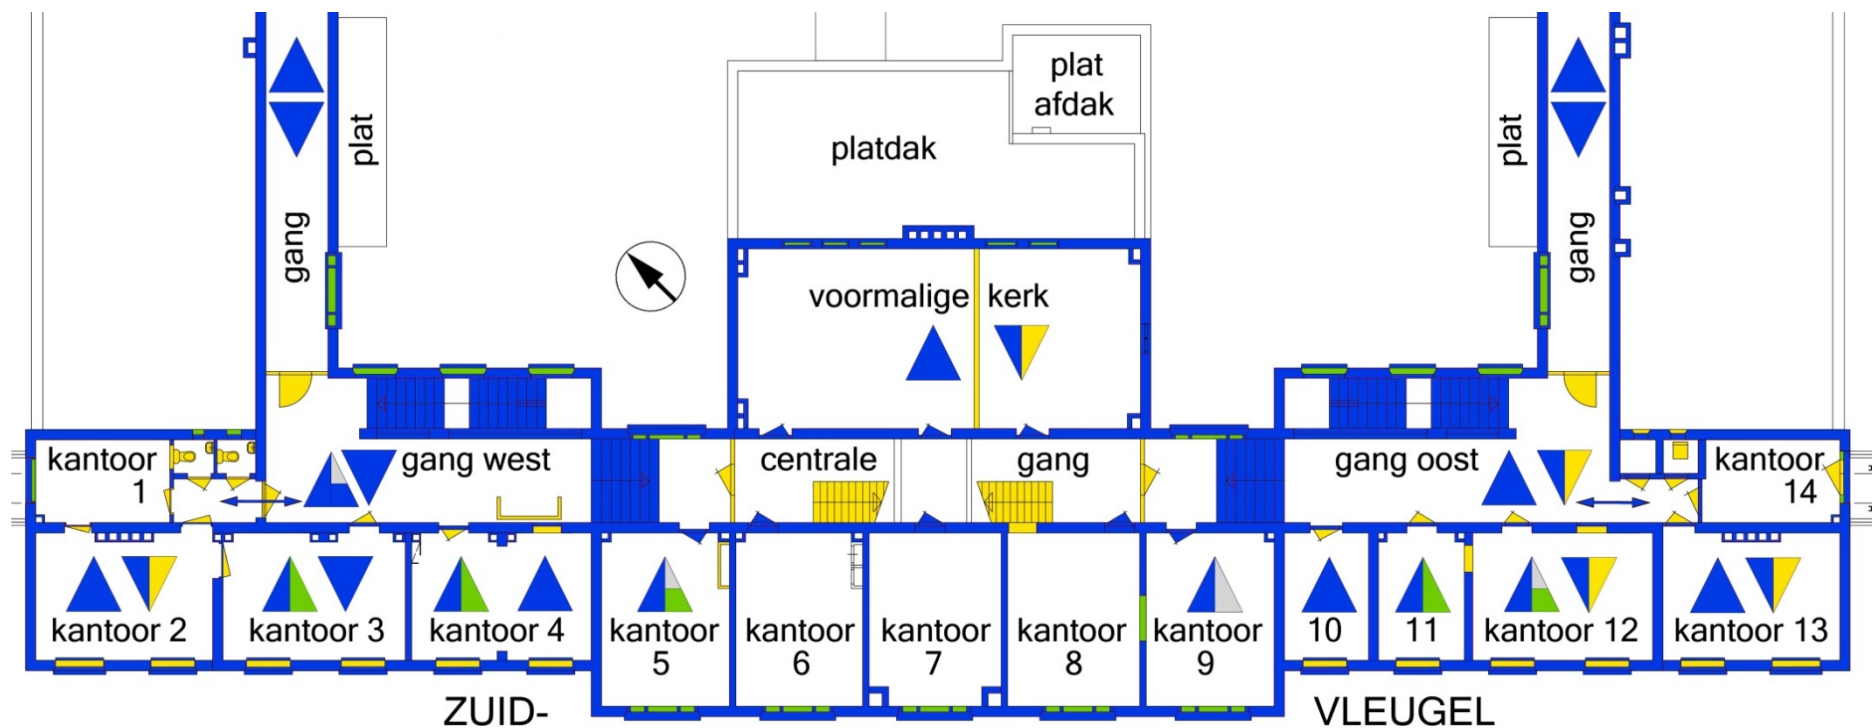 plat
afdak
plat
platdak
plat
gang
gang
voormalige kerk
kantoor
1
gang west
centrale
gang
gang oost
kantoor
14
kantoor 2
kantoor 3
kantoor 4
kantoor
5
kantoor
6
kantoor
7
kantoor
8
kantoor
9
10
11
kantoor 12
kantoor 13
ZUID-
VLEUGEL